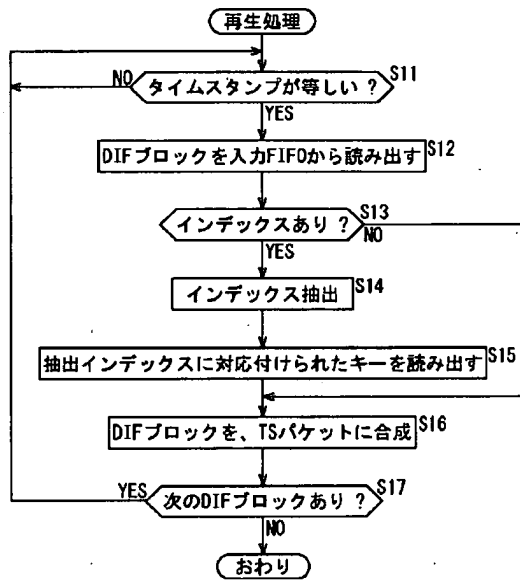 再生処理
タイムスタンプが等しい ?
S11
NO
YES
DIFブロックを入力FIFOから読み出す
S12
インデックスあり ?
S13
NO
YES
インデックス抽出
S14
抽出インデックスに対応付けられたキーを読み出す
S15
DIFブロックを、TSパケットに合成
S16
YES
次のDIFブロックあり ?
S17
NO
おわり